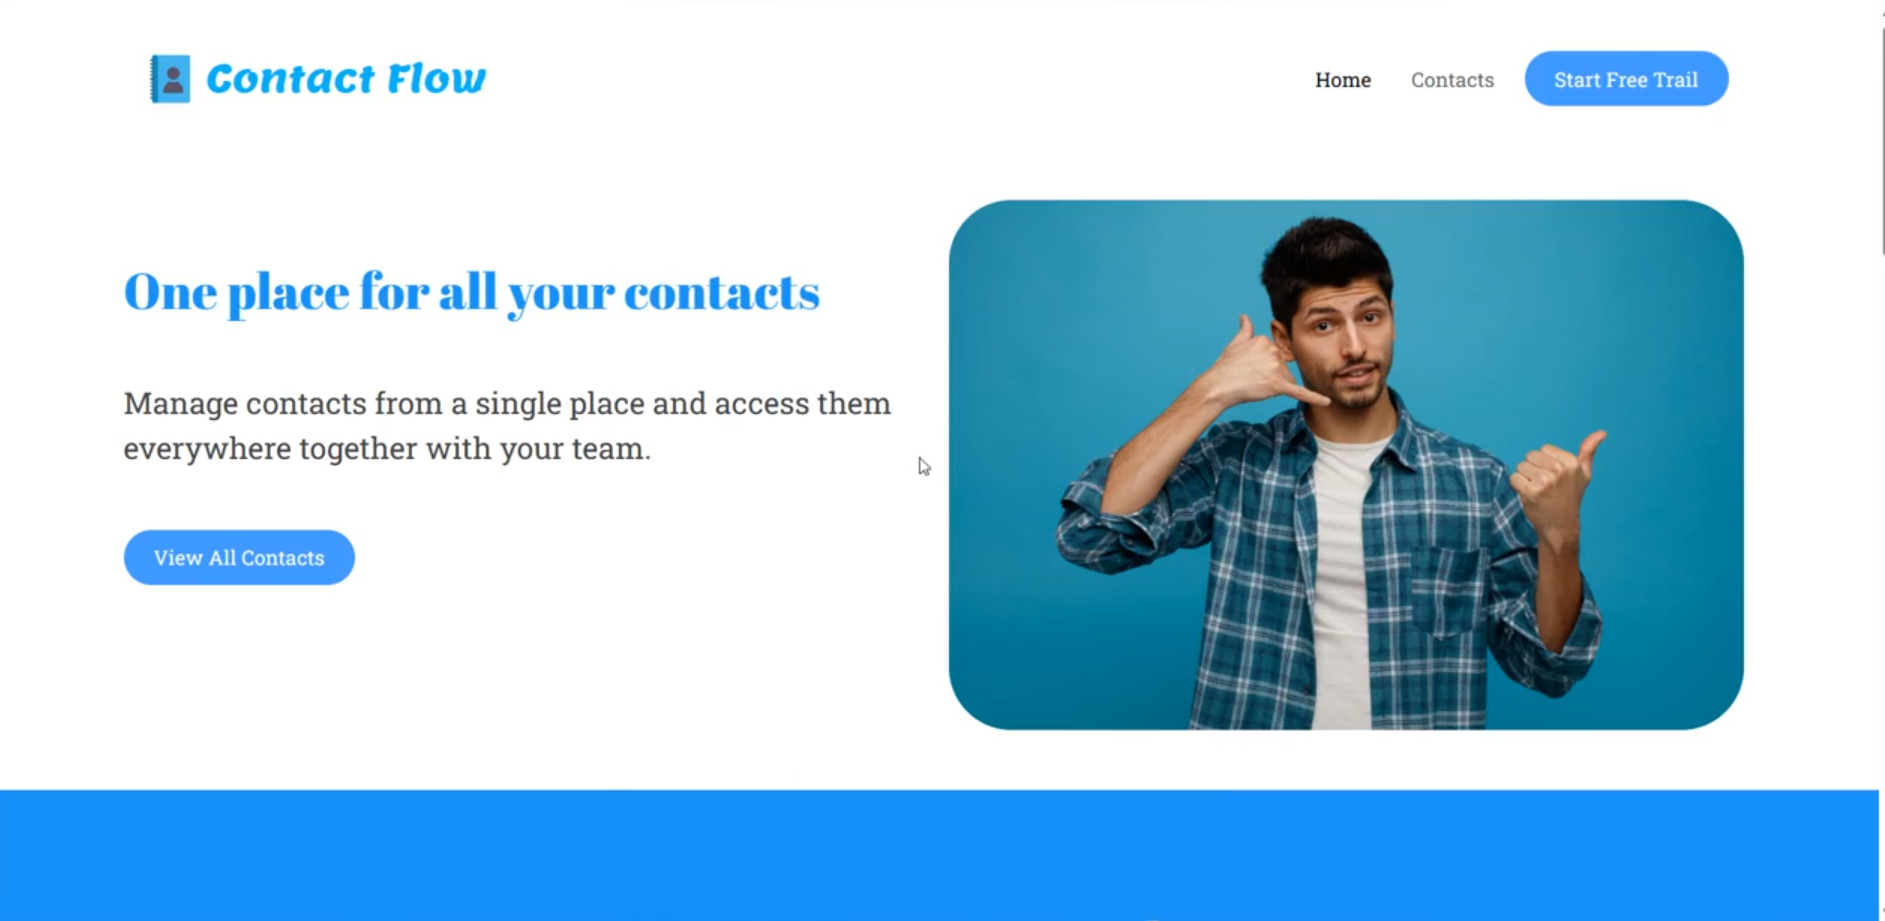 Contact Flow
Home
Contacts
Start Free Trail
One place for all your contacts
Manage contacts from a single place and access them
everywhere together with your team.
View All Contacts